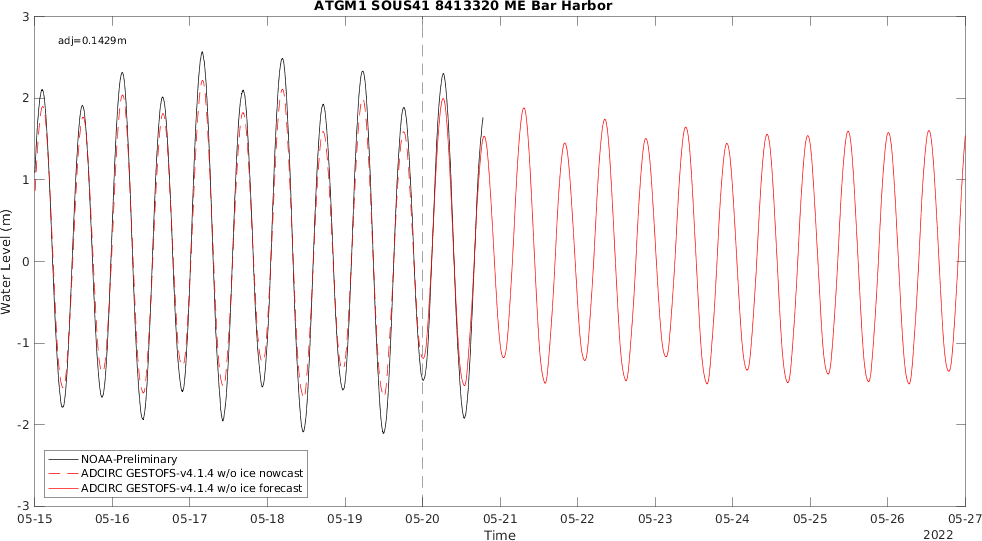 ATGM1 SOUS41 8413320 ME Bar Harbor
adj=0.1429m
3
2
1
0
-1
-2
-3
Water Level (m)
NOAA-Preliminary
ADCIRC GESTOFS-v4.1.4 w/o ice nowcast
ADCIRC GESTOFS-v4.1.4 w/o ice forecast
05-15 05-16 05-17 05-18 05-19 05-20 05-21 05-22 05-23 05-24 05-25 05-26 05-27
Time
2022